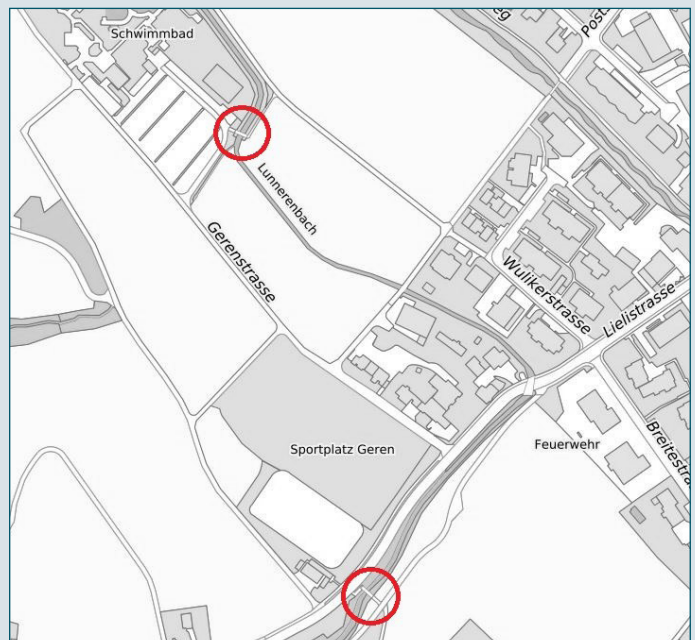 Schwimmbad
Lunnerenbach
Gerenstrasse
Wulikerstrasse
Lielistrasse
Sportplatz Geren
Feuerwehr